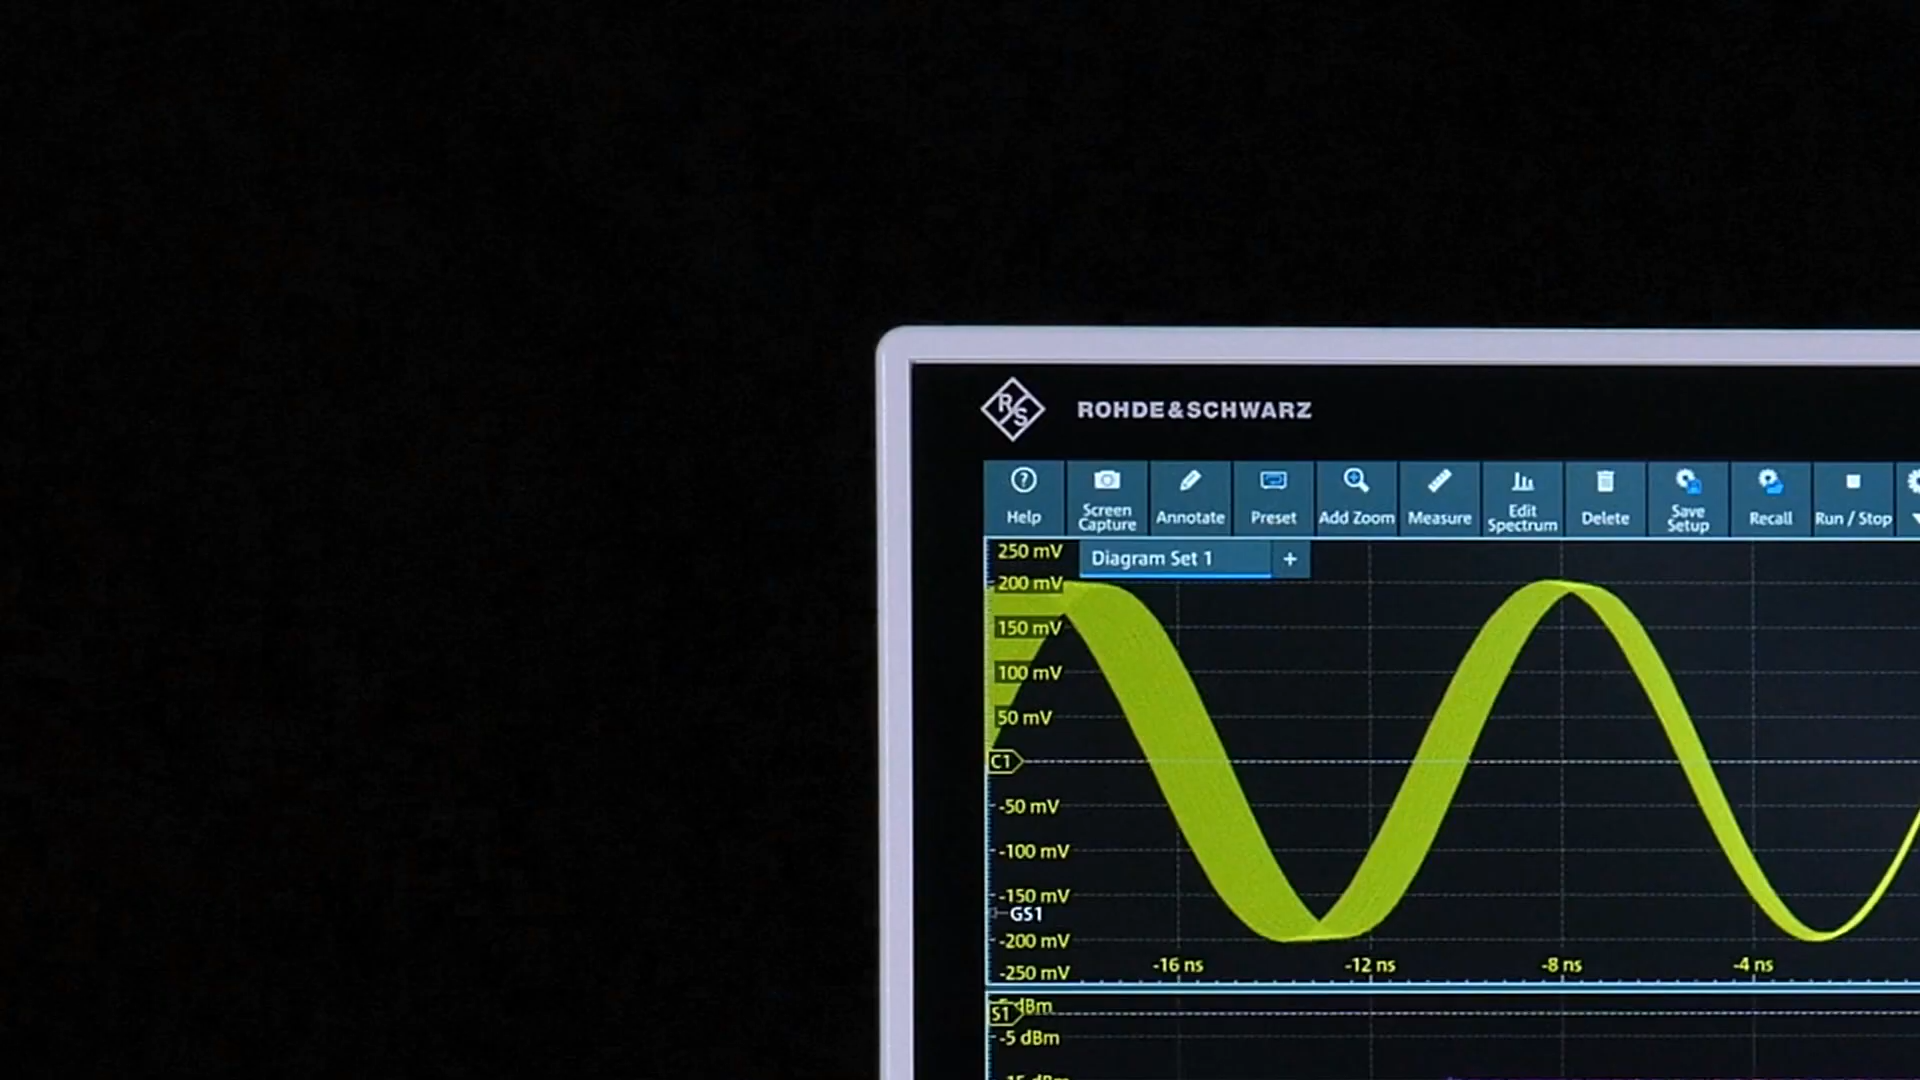 RS
ROHDE&SCHWARZ
Help
Screen
Capture
Annotate
Preset
Add Zoom
Measure
Edit
Spectrum
Delete
Save
Setup
Recall
Run / Stop
250 mV
Diagram Set 1
+
200 mV
150 mV
100 mV
50 mV
C1
-50 mV
-100 mV
-150 mV
GS1
-200 mV
-250 mV
-16 ns
-12 ns
-8 ns
-4 ns
S1
dBm
-5 dBm